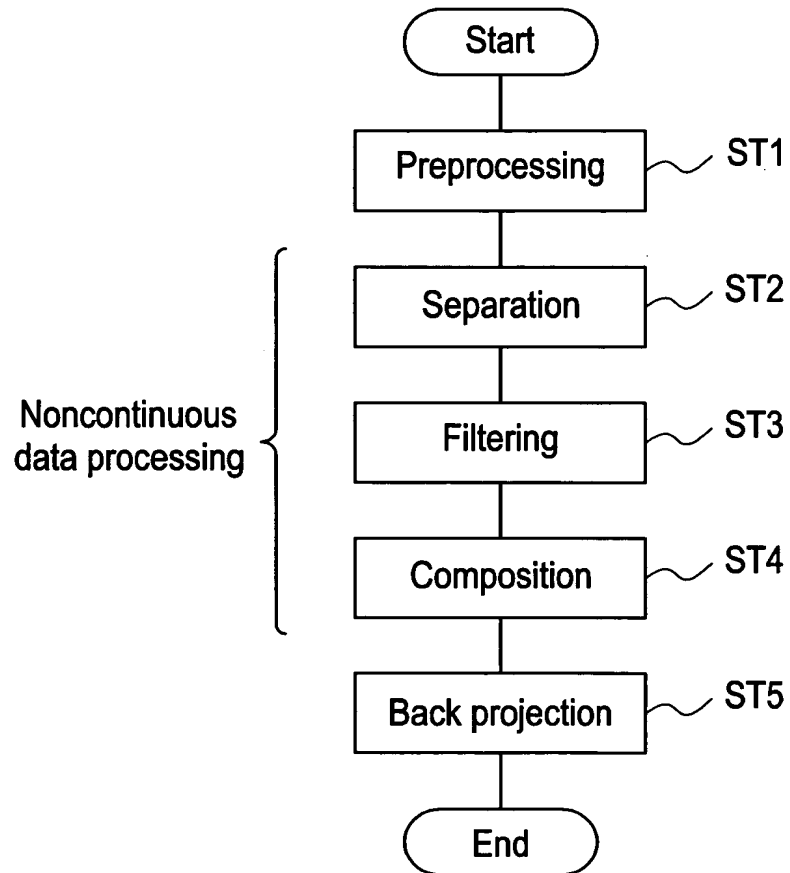 Start
Preprocessing
ST1
Separation
ST2
Noncontinuous
data processing
Filtering
ST3
Composition
ST4
Back projection
ST5
End